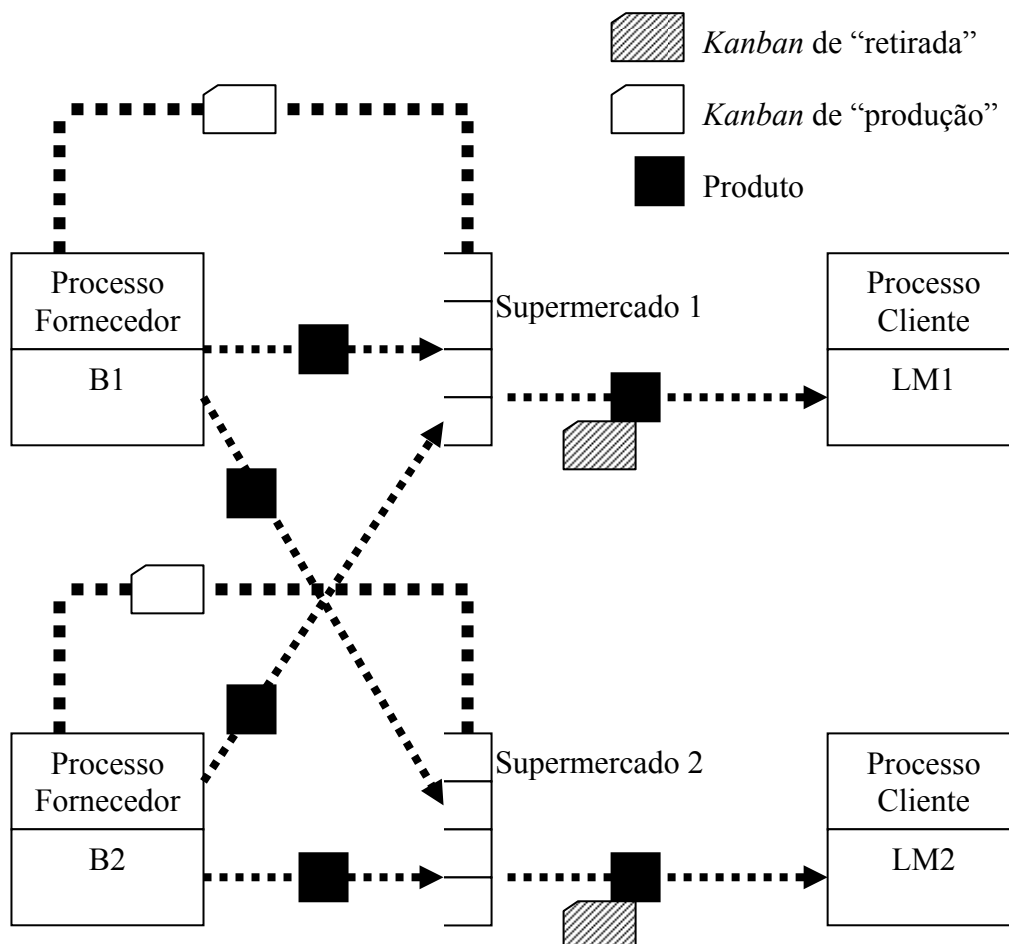 Kanban de “retirada”
Kanban de “produção”
Produto
Processo
Fornecedor
B1
Supermercado 1
Processo
Cliente
LM1
Processo
Fornecedor
B2
Supermercado 2
Processo
Cliente
LM2